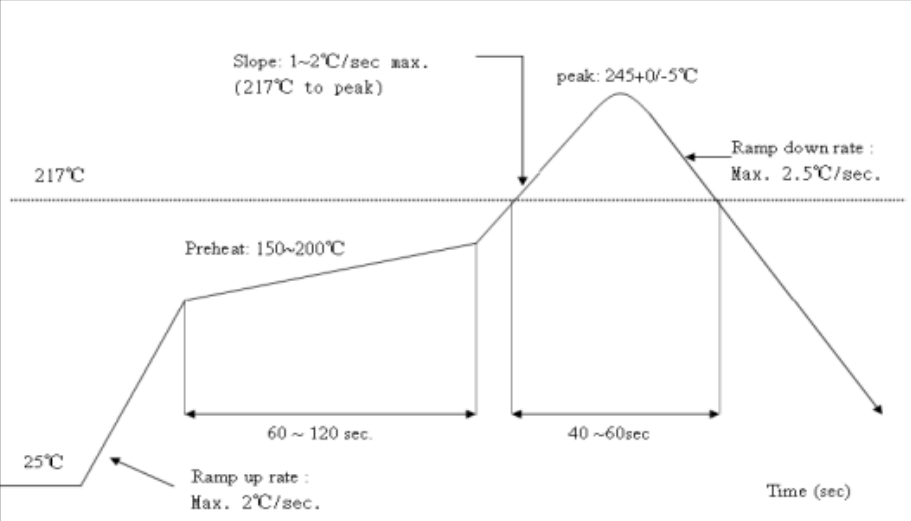 Slope: 1~2℃/sec max.
(217℃ to peak)
peak: 245+0/-5℃
Ramp down rate :
Max. 2.5℃/sec.
217℃
Preheat: 150~200℃
60 ~ 120 sec.
40 ~60sec
25℃
Ramp up rate :
Max. 2℃/sec.
Time (sec)